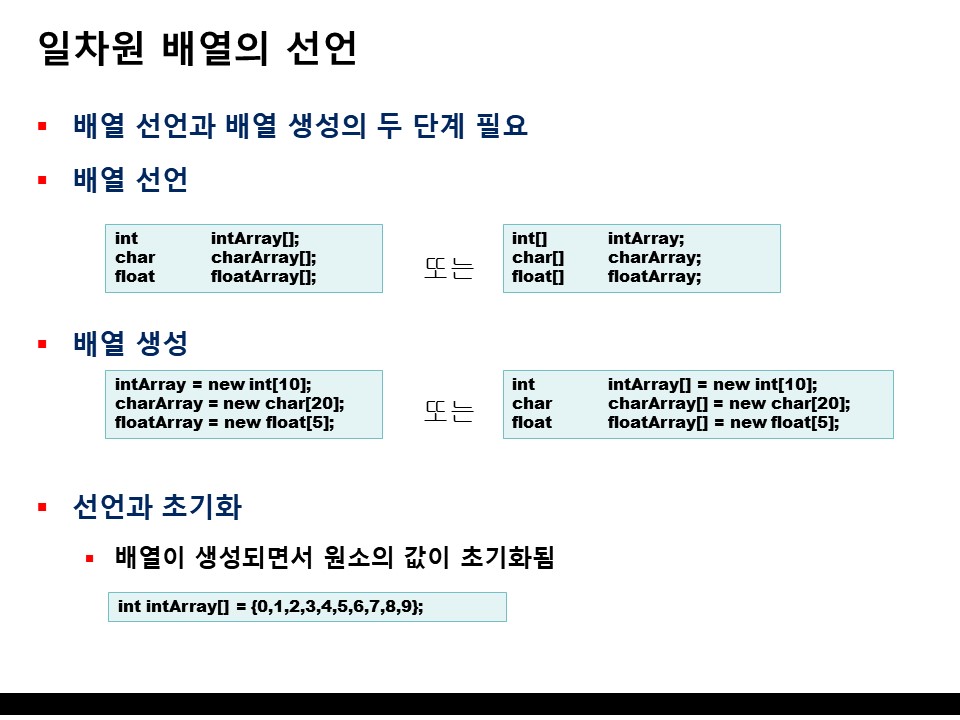 일차원 배열의 선언
배열 선언과 배열 생성의 두 단계 필요
배열 선언
int intArray[];
char charArray[];
float floatArray[];
또는
int[] intArray;
char[] charArray;
float[] floatArray;
배열 생성
intArray = new int[10];
charArray = new char[20];
floatArray = new float[5];
또는
int intArray[] = new int[10];
char charArray[] = new char[20];
float floatArray[] = new float[5];
선언과 초기화
배열이 생성되면서 원소의 값이 초기화됨
int intArray[] = {0,1,2,3,4,5,6,7,8,9};